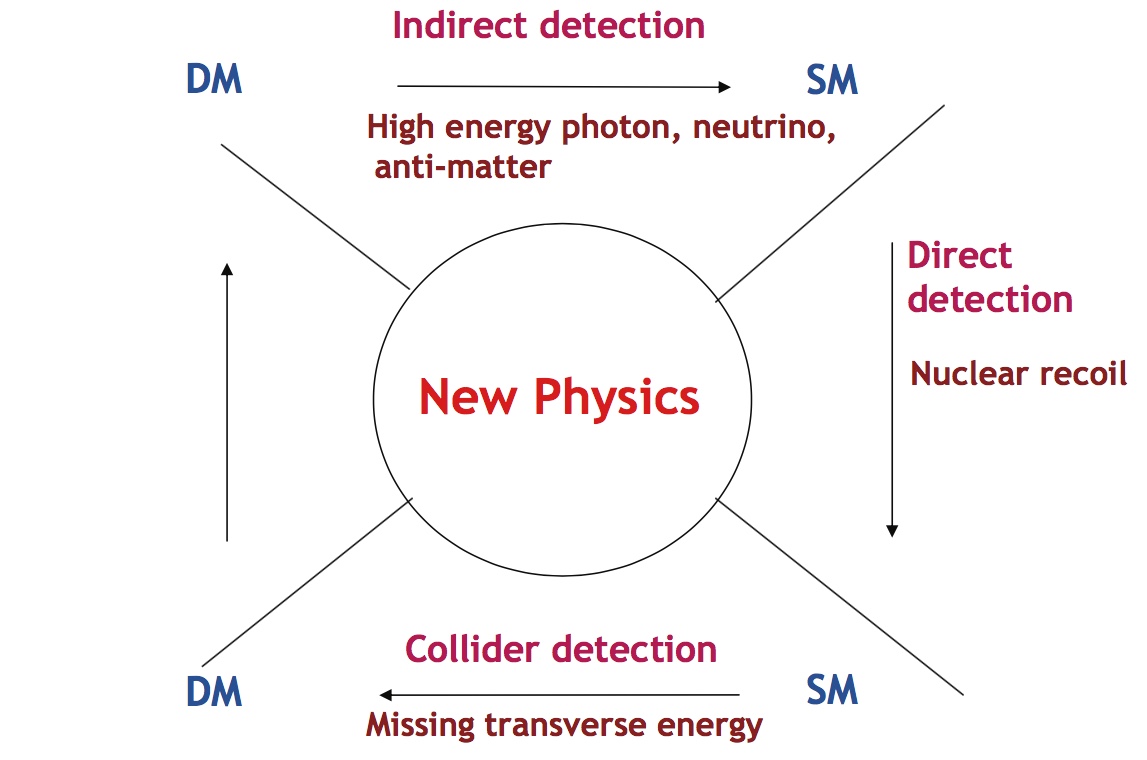 Indirect detection
DM
SM
High energy photon, neutrino,
anti-matter
Direct
detection
Nuclear recoil
New Physics
Collider detection
DM
SM
Missing transverse energy